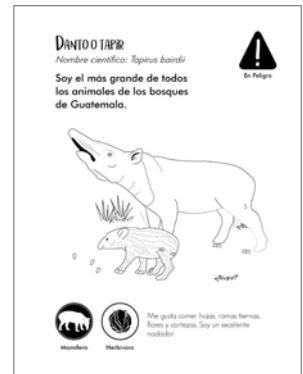 DANTO O TAPIR
Nombre científico: Tapirus bairdii
Soy el más grande de todos
los animales de los bosques
de Guatemala.
En Peligro
Me gusta comer hojas, ramas tiernas,
flores y cortezas. Soy un excelente
nadador.
Mamífero
Herbívoro